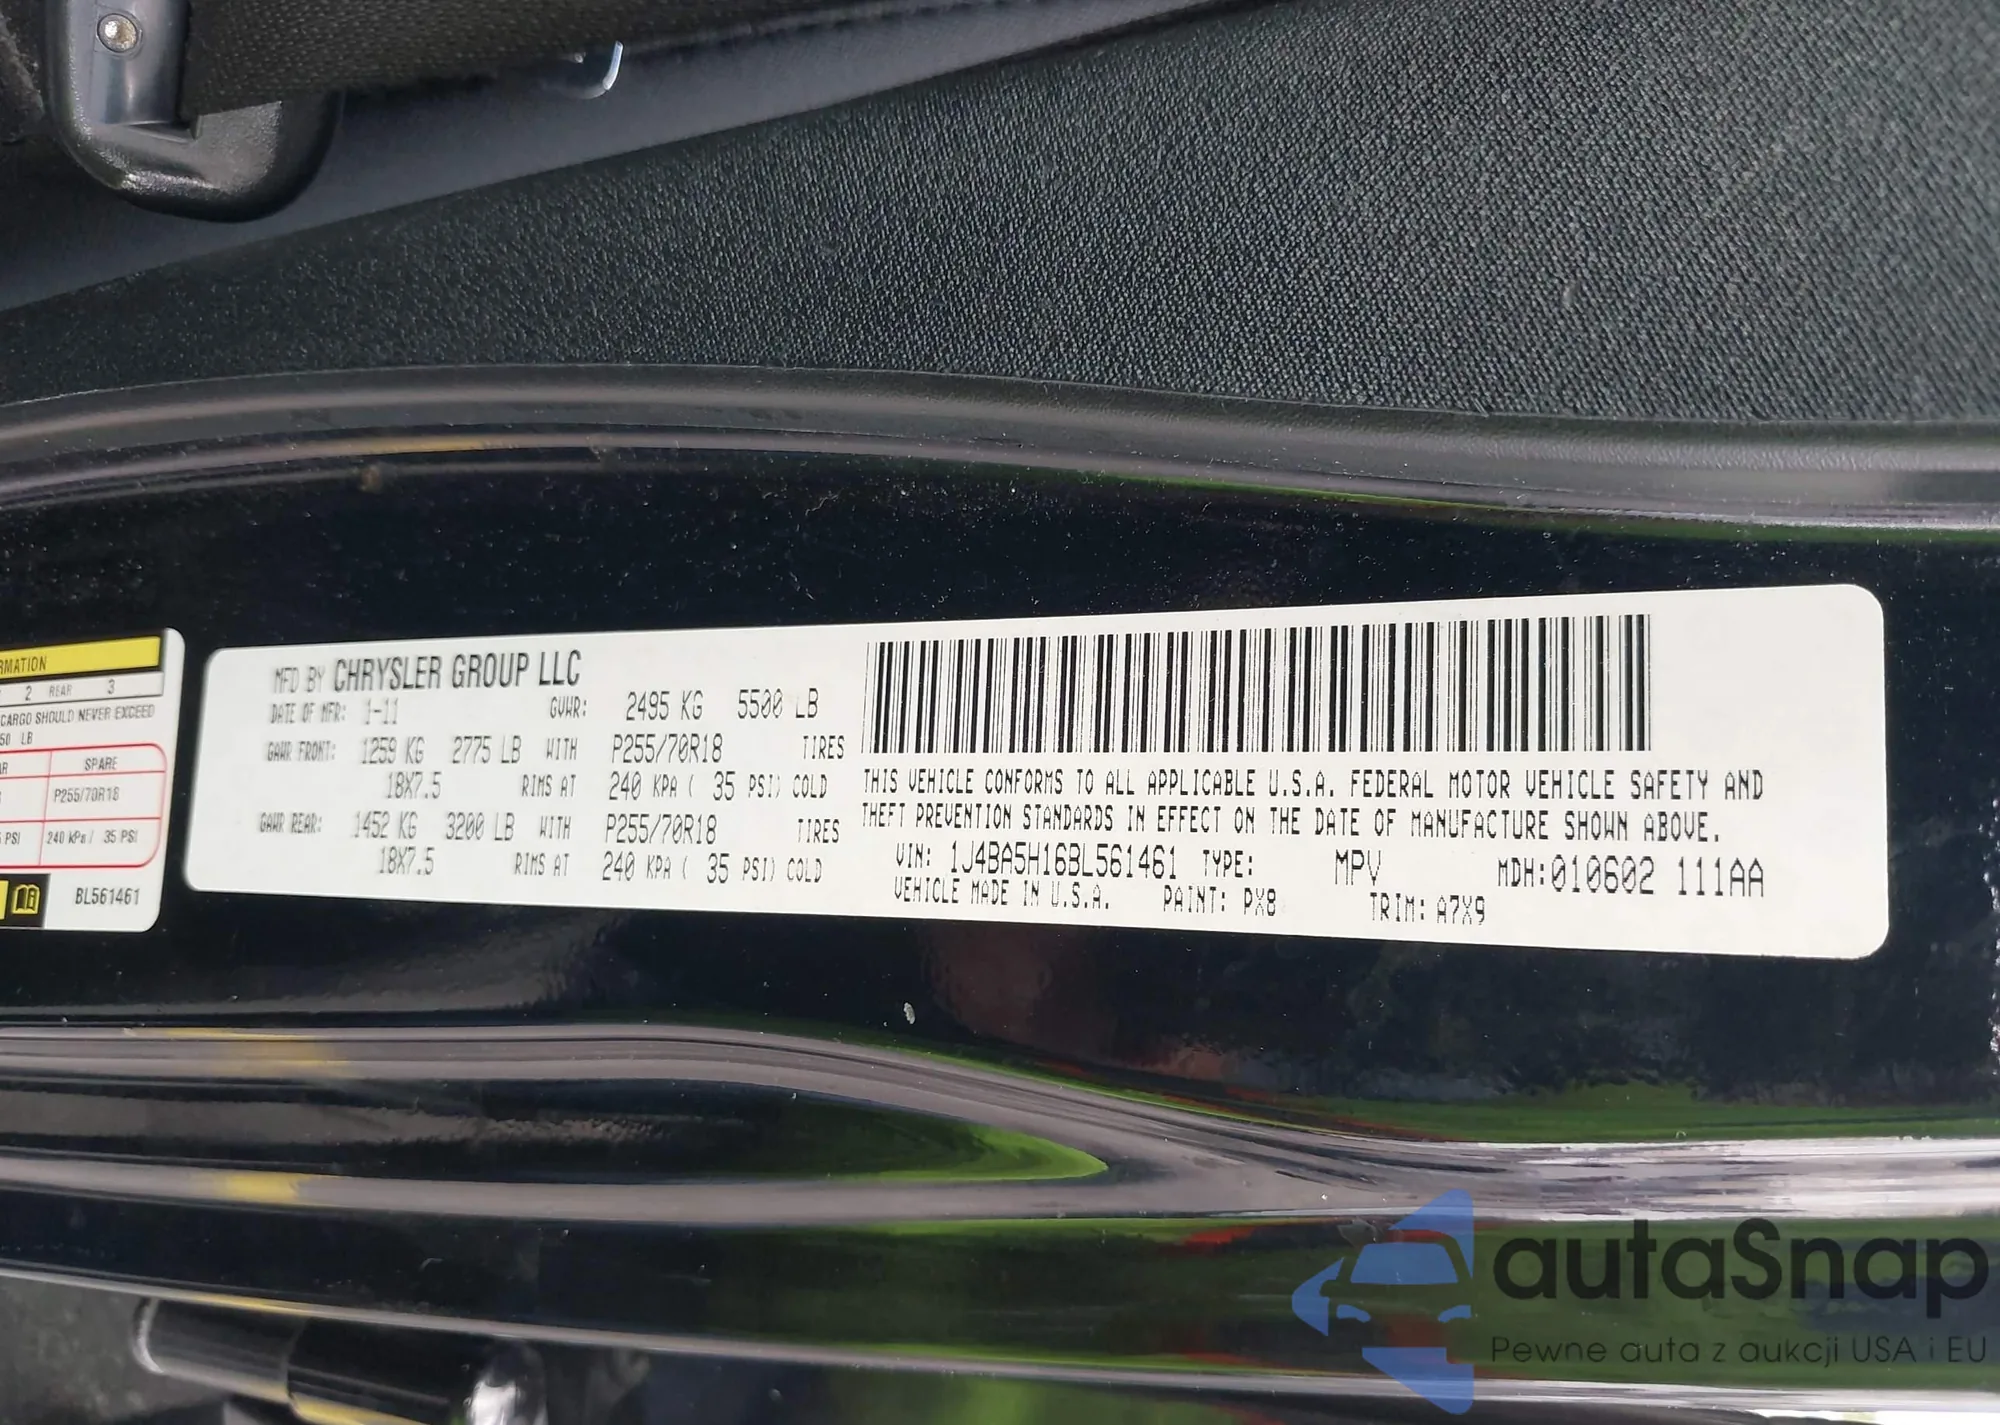 RMATION
2 REAR 3
CARGO SHOULD NEVER EXCEED
50 LB
AR SPARE
P255/70R18
PSI 240 kPa / 35 PSI
BL561461
MFD BY CHRYSLER GROUP LLC
DATE OF MFR: 1-11 GVWR: 2495 KG 5500 LB
GAWR FRONT: 1259 KG 2775 LB WITH P255/70R18 TIRES
18X7.5 RIMS AT 240 KPA ( 35 PSI) COLD
GAWR REAR: 1452 KG 3200 LB WITH P255/70R18 TIRES
18X7.5 RIMS AT 240 KPA ( 35 PSI) COLD
THIS VEHICLE CONFORMS TO ALL APPLICABLE U.S.A. FEDERAL MOTOR VEHICLE SAFETY AND
THEFT PREVENTION STANDARDS IN EFFECT ON THE DATE OF MANUFACTURE SHOWN ABOVE.
VIN: 1J4BA5H16BL561461 TYPE: MPV MDH:010602 111AA
VEHICLE MADE IN U.S.A. PAINT: PX8 TRIM: A7X9
autaSnap
Pewne auta z aukcji USA i EU